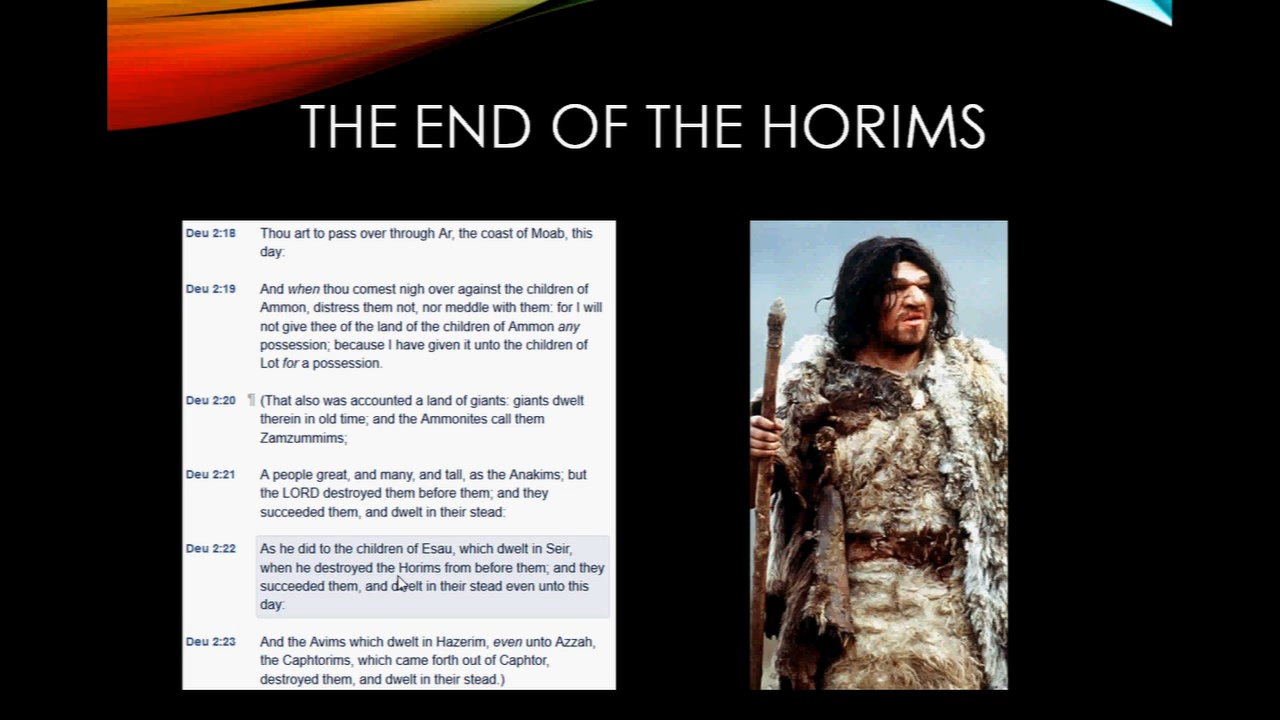 THE END OF THE HORIMS
Deu 2:18 Thou art to pass over through Ar, the coast of Moab, this
day:
Deu 2:19 And when thou comest nigh over against the children of
Ammon, distress them not, nor meddle with them: for I will
not give thee of the land of the children of Ammon any
possession; because I have given it unto the children of
Lot for a possession.
Deu 2:20 ¶ (That also was accounted a land of giants: giants dwelt
therein in old time; and the Ammonites call them
Zamzummims;
Deu 2:21 A people great, and many, and tall, as the Anakims; but
the LORD destroyed them before them; and they
succeeded them, and dwelt in their stead:
Deu 2:22 As he did to the children of Esau, which dwelt in Seir,
when he destroyed the Horims from before them; and they
succeeded them, and dwelt in their stead even unto this
day:
Deu 2:23 And the Avims which dwelt in Hazerim, even unto Azzah,
the Caphtorims, which came forth out of Caphtor,
destroyed them, and dwelt in their stead.)